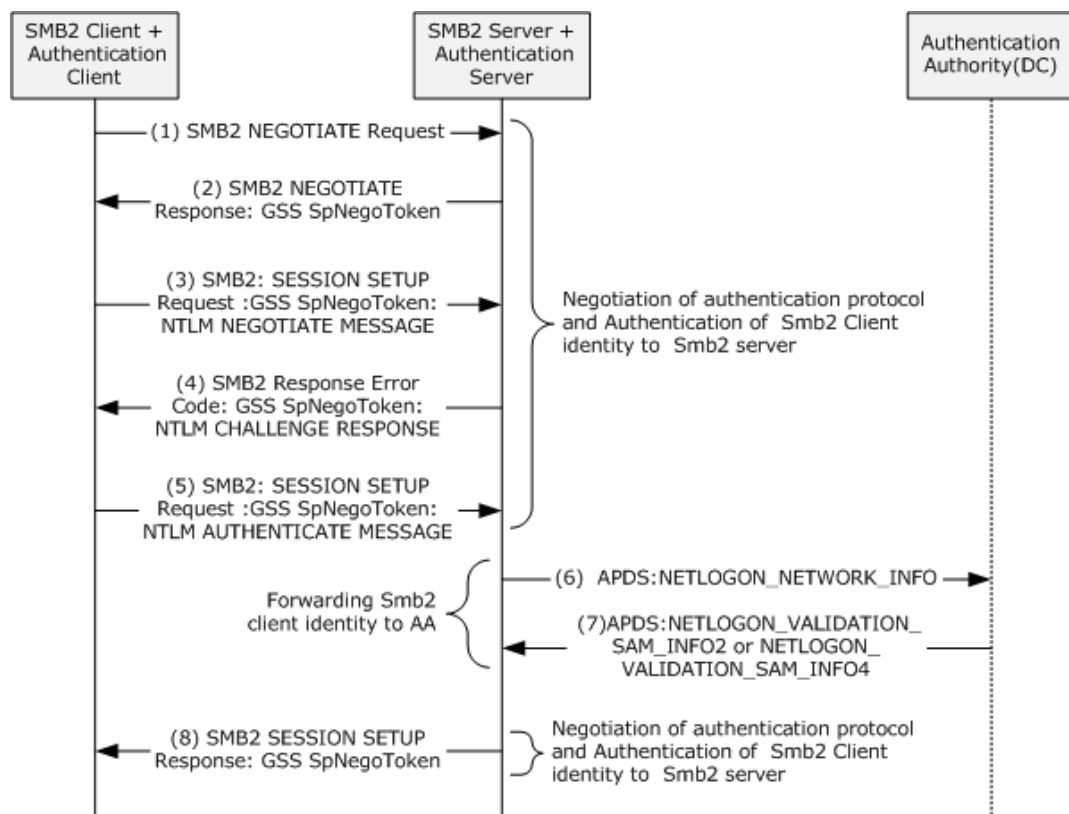 SMB2 Client +
Authentication
Client
SMB2 Server +
Authentication
Server
Authentication
Authority(DC)
(1) SMB2 NEGOTIATE Request
(2) SMB2 NEGOTIATE
Response: GSS SpNegoToken
(3) SMB2: SESSION SETUP
Request :GSS SpNegoToken:
NTLM NEGOTIATE MESSAGE
Negotiation of authentication protocol
and Authentication of Smb2 Client
identity to Smb2 server
(4) SMB2 Response Error
Code: GSS SpNegoToken:
NTLM CHALLENGE RESPONSE
(5) SMB2: SESSION SETUP
Request :GSS SpNegoToken:
NTLM AUTHENTICATE MESSAGE
(6) APDS:NETLOGON_NETWORK_INFO
Forwarding Smb2
client identity to AA
(7)APDS:NETLOGON_VALIDATION_
SAM_INFO2 or NETLOGON_
VALIDATION_SAM_INFO4
(8) SMB2 SESSION SETUP
Response: GSS SpNegoToken
Negotiation of authentication protocol
and Authentication of Smb2 Client
identity to Smb2 server